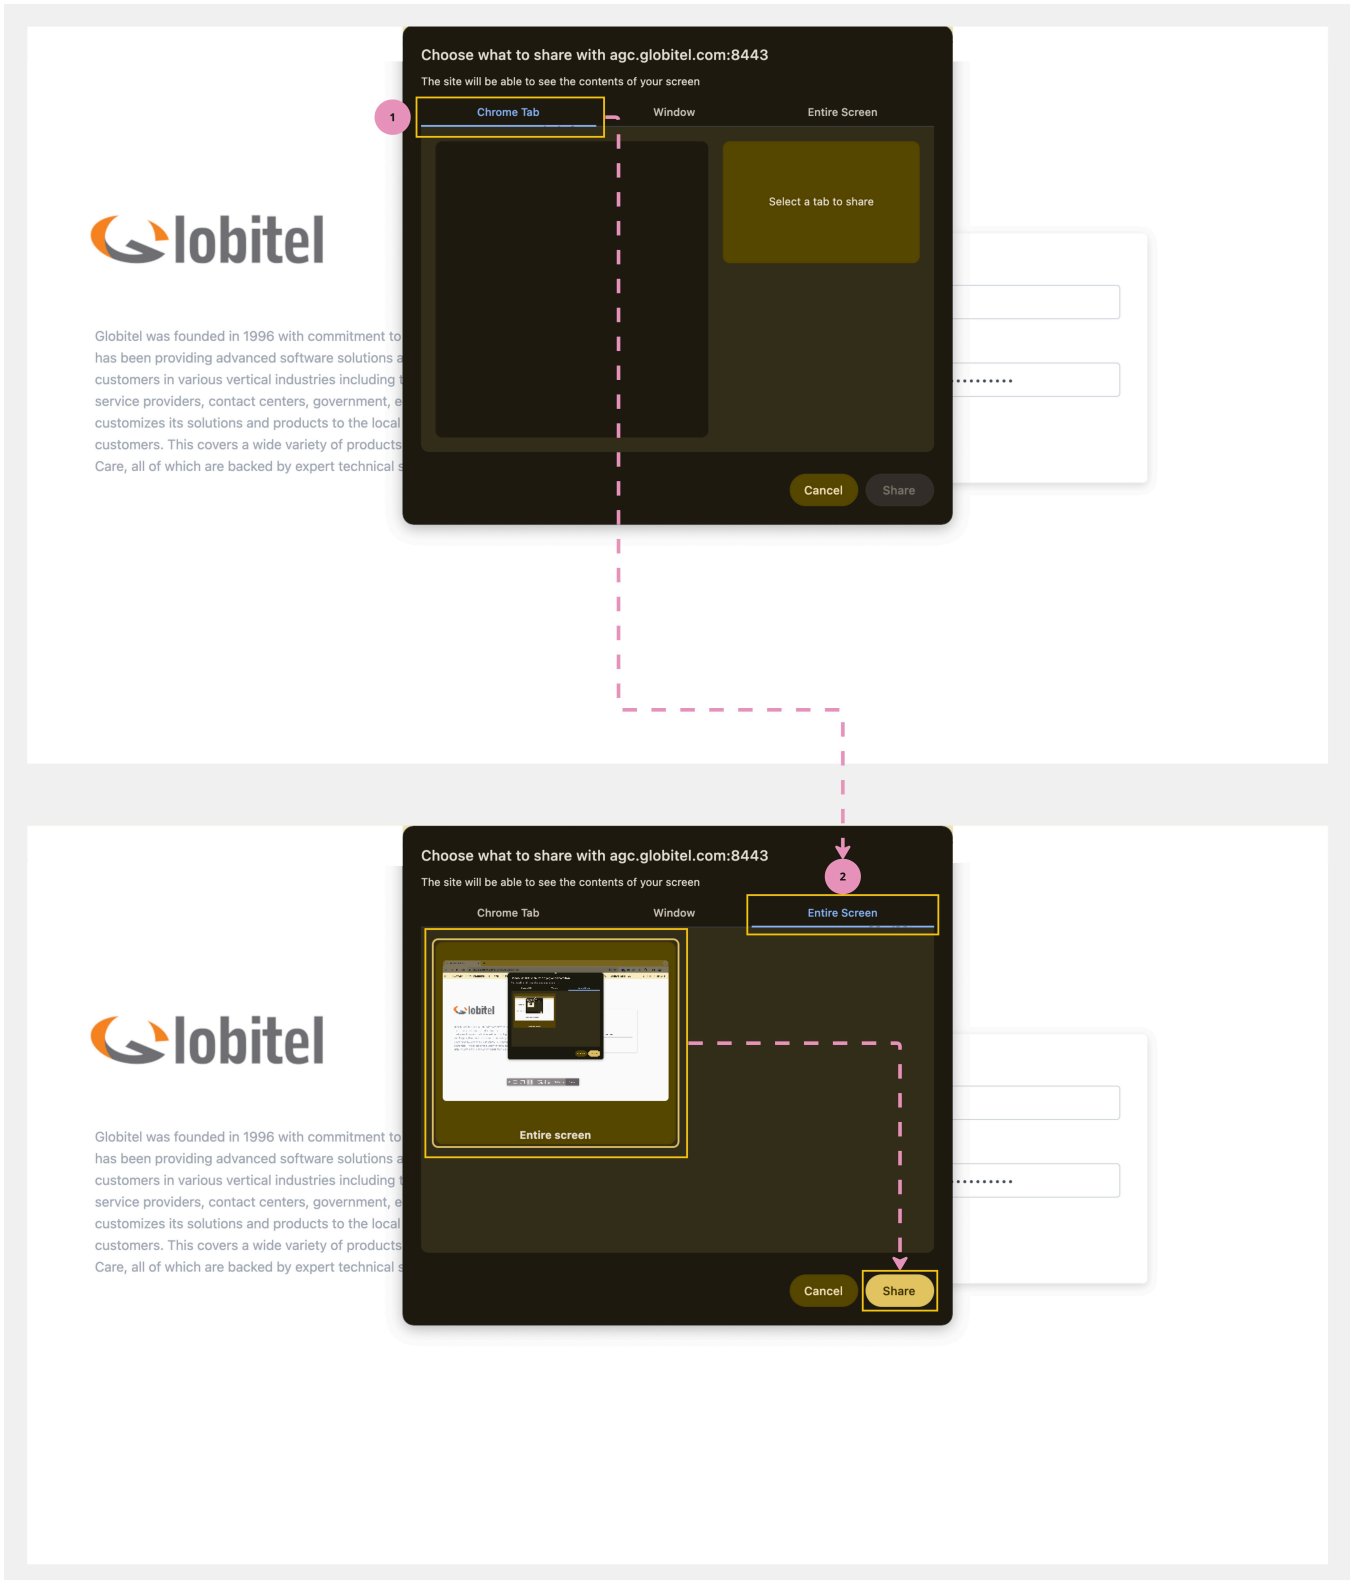 Choose what to share with agc.globitel.com:8443
The site will be able to see the contents of your screen
1
Chrome Tab Window Entire Screen
Select a tab to share
Globitel
Globitel was founded in 1996 with commitment to
has been providing advanced software solutions a
customers in various vertical industries including t
service providers, contact centers, government, e
customizes its solutions and products to the local
customers. This covers a wide variety of products
Care, all of which are backed by expert technical s
Cancel Share
Choose what to share with agc.globitel.com:8443
The site will be able to see the contents of your screen
2
Chrome Tab Window Entire Screen
Globitel
Entire screen
Globitel
Globitel was founded in 1996 with commitment to
has been providing advanced software solutions a
customers in various vertical industries including t
service providers, contact centers, government, e
customizes its solutions and products to the local
customers. This covers a wide variety of products
Care, all of which are backed by expert technical s
Cancel Share